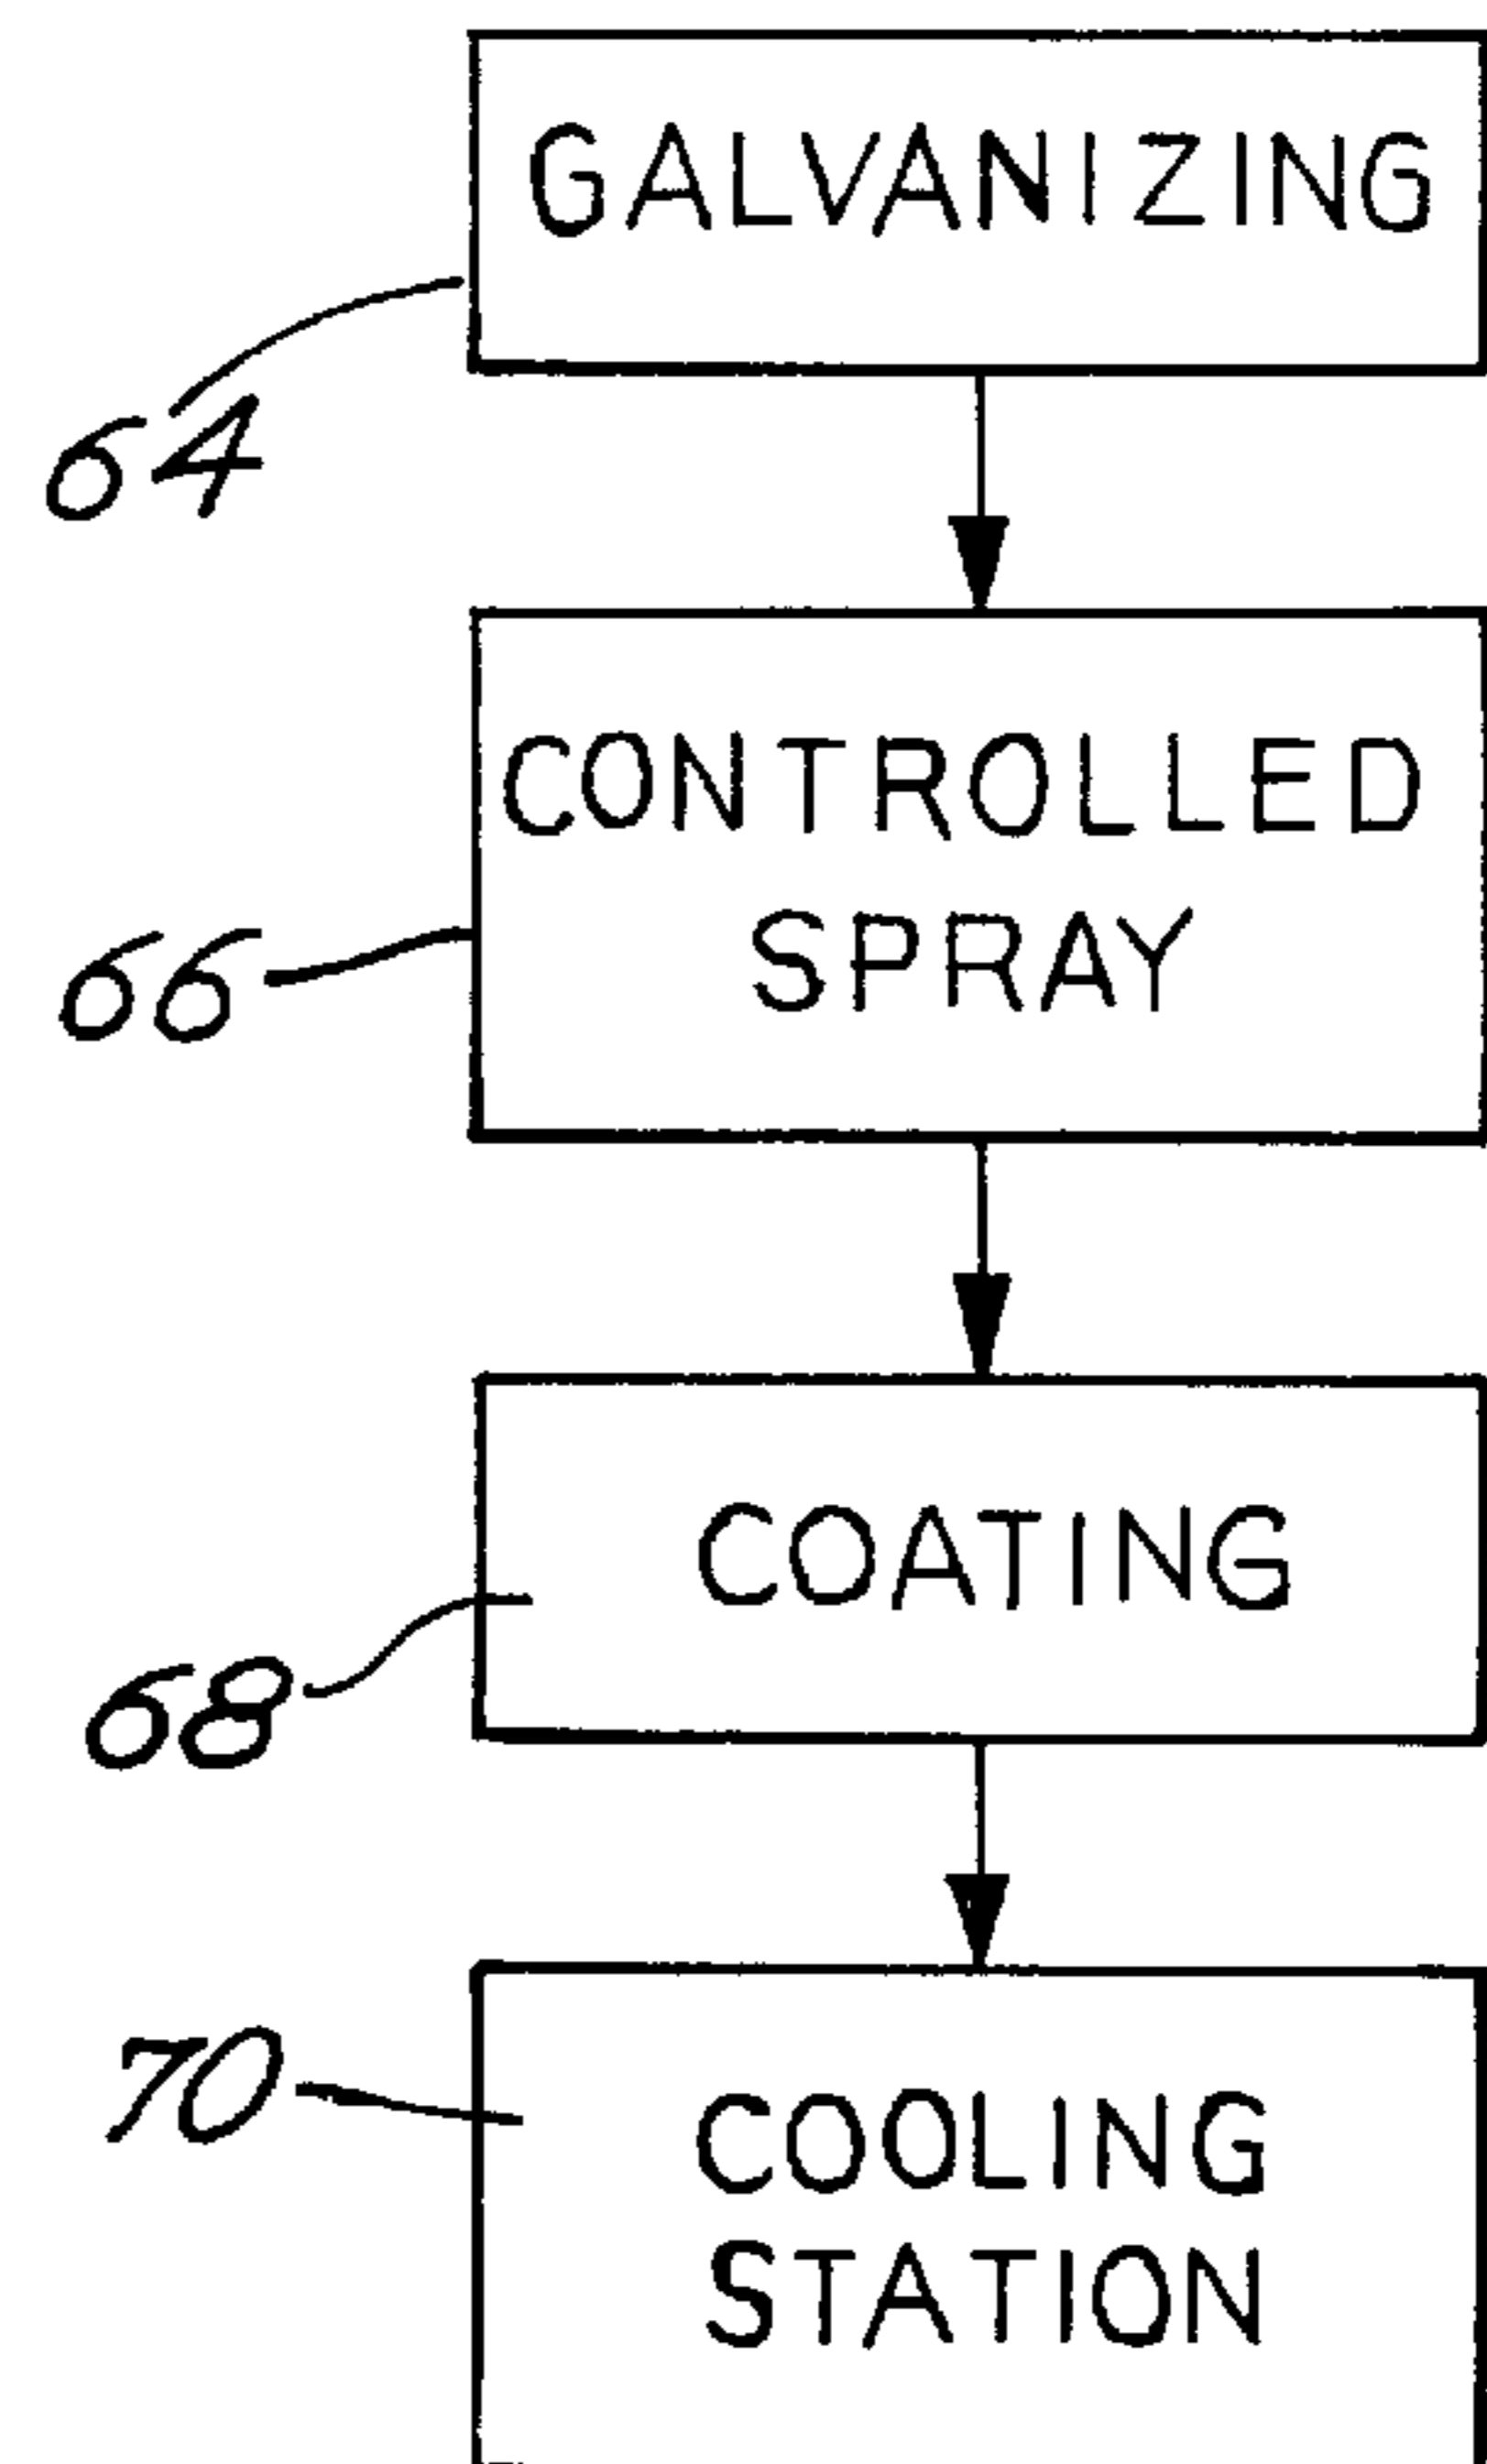 GALVANIZING
64
CONTROLLED
SPRAY
66
COATING
68
70
COOLING
STATION